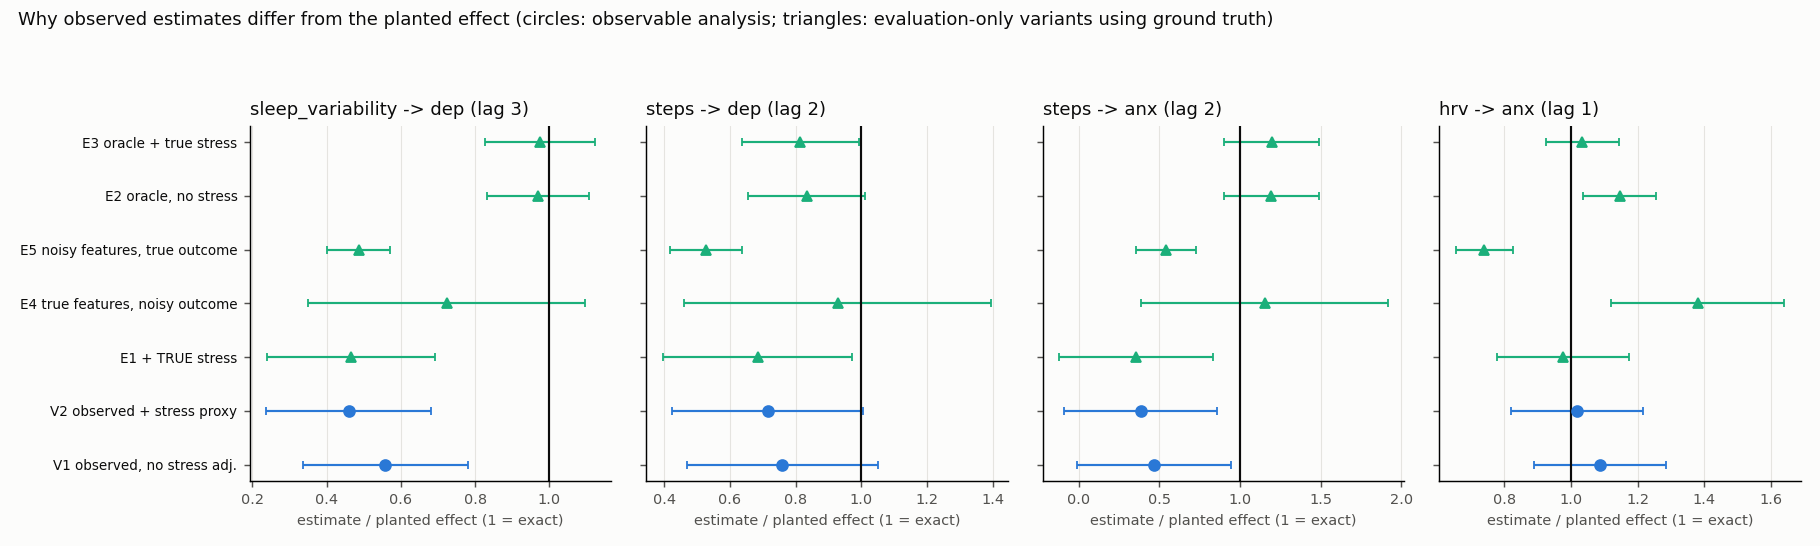 Why observed estimates differ from the planted effect (circles: observable analysis; triangles: evaluation-only variants using ground truth)
sleep_variability -> dep (lag 3)
steps -> dep (lag 2)
steps -> anx (lag 2)
hrv -> anx (lag 1)
E3 oracle + true stress
E2 oracle, no stress
E5 noisy features, true outcome
E4 true features, noisy outcome
E1 + TRUE stress
V2 observed + stress proxy
V1 observed, no stress adj.
0.2 0.4 0.6 0.8 1.0
0.4 0.6 0.8 1.0 1.2 1.4
0.0 0.5 1.0 1.5 2.0
0.8 1.0 1.2 1.4 1.6
estimate / planted effect (1 = exact)
estimate / planted effect (1 = exact)
estimate / planted effect (1 = exact)
estimate / planted effect (1 = exact)